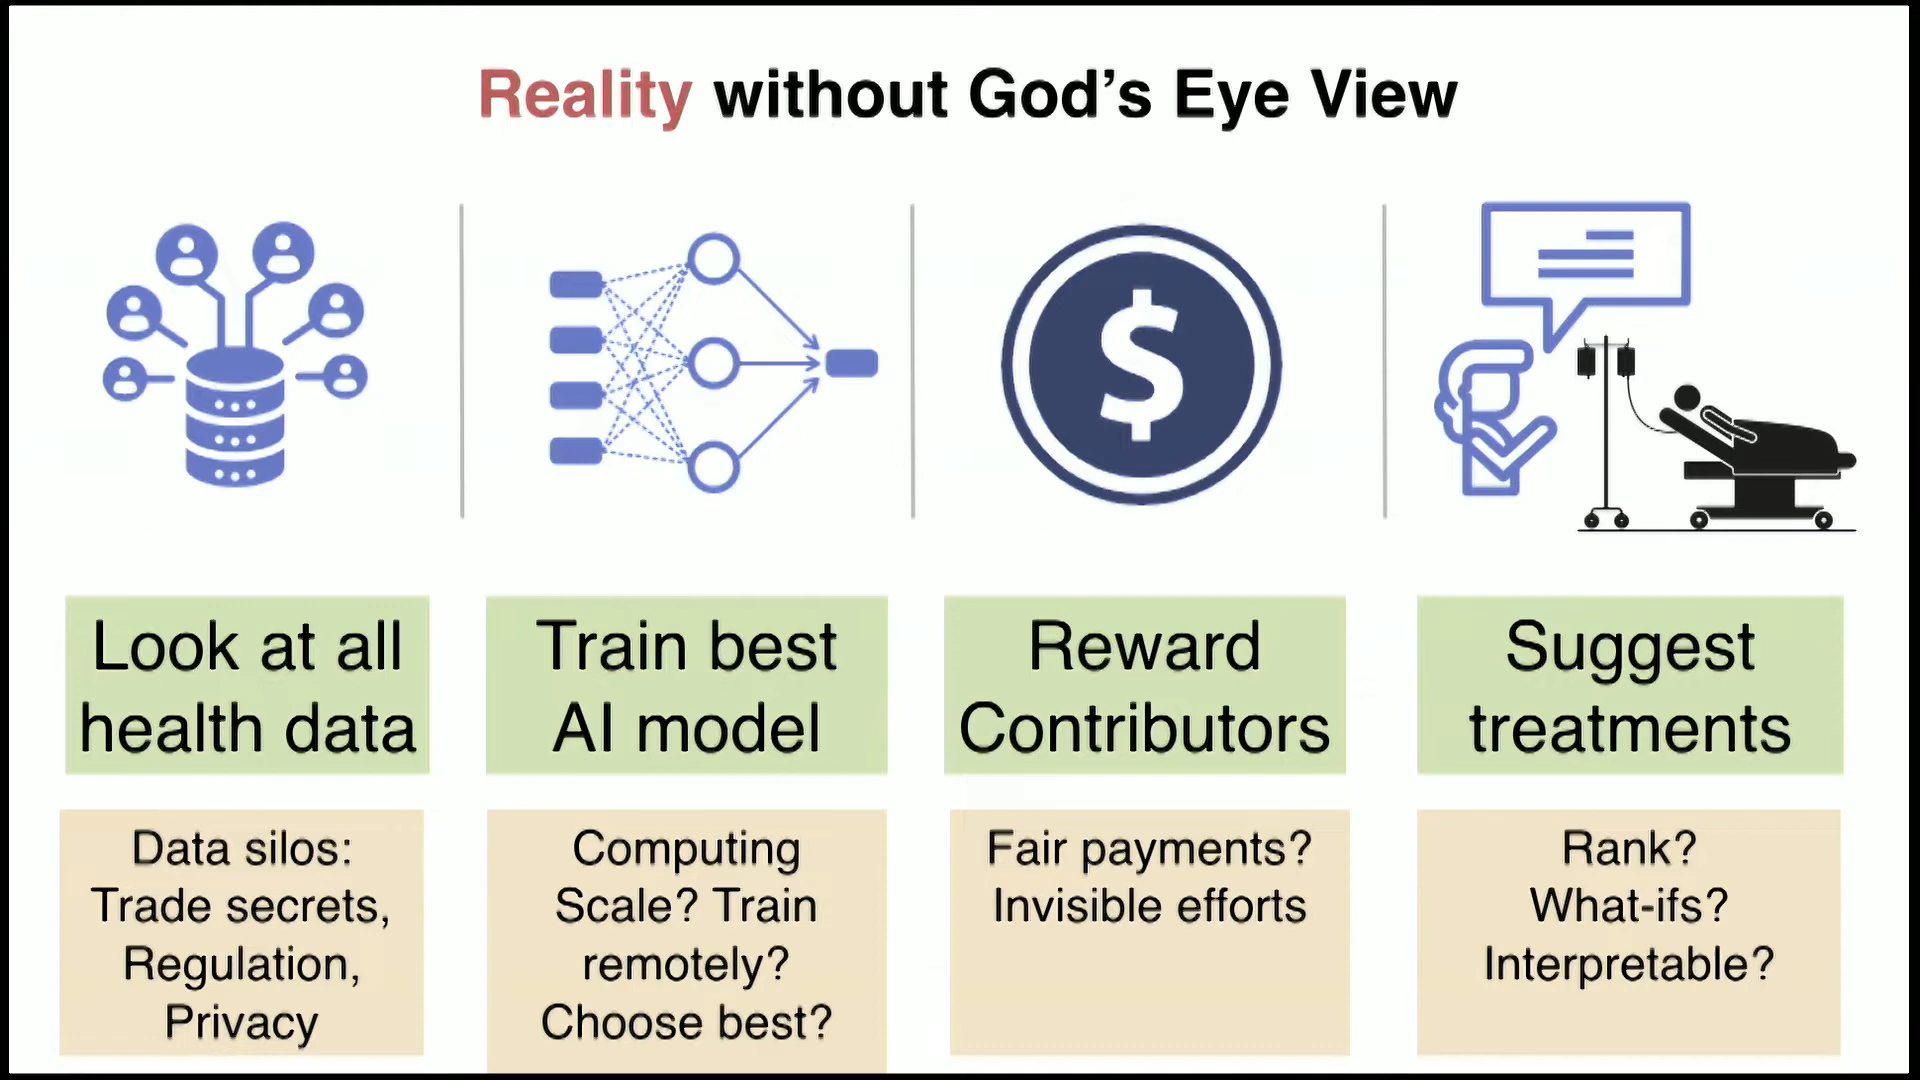 Reality without God's Eye View
Look at all
health data
Train best
AI model
Reward
Contributors
Suggest
treatments
Data silos:
Trade secrets,
Regulation,
Privacy
Computing
Scale? Train
remotely?
Choose best?
Fair payments?
Invisible efforts
Rank?
What-ifs?
Interpretable?
$